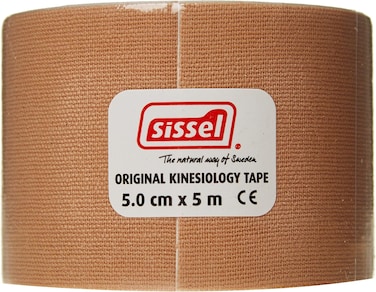 sissel
The natural way of Sweden
ORIGINAL KINESIOLOGY TAPE
5.0 cm x 5 m CE